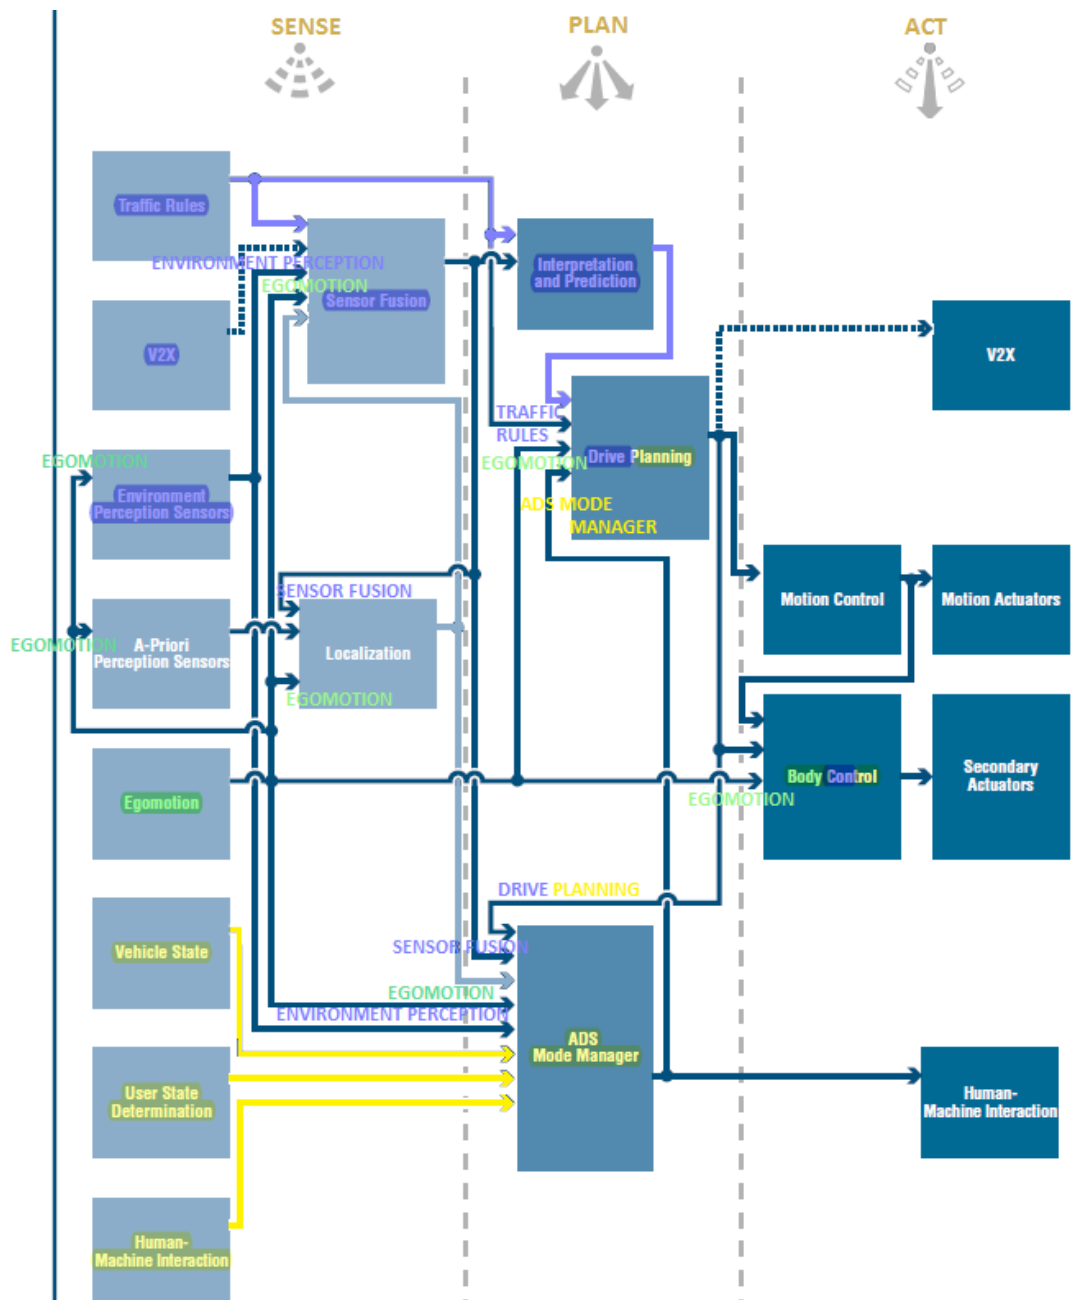 SENSE
PLAN
ACT
Traffic Rules
ENVIRONMENT PERCEPTION
EGOMOTION
Sensor Fusion
Interpretation
and Prediction
V2X
V2X
TRAFFIC
RULES
EGOMOTION
Drive Planning
ADS MODE
MANAGER
EGOMOTION
Environment
Perception Sensors
SENSOR FUSION
EGOMOTION
A-Priori
Perception Sensors
Localization
EGOMOTION
Motion Control
Motion Actuators
Egomotion
EGOMOTION
Body Control
Secondary
Actuators
DRIVE PLANNING
Vehicle State
SENSOR FUSION
EGOMOTION
ENVIRONMENT PERCEPTION
ADS
Mode Manager
User State
Determination
Human-
Machine Interaction
Human-
Machine Interaction